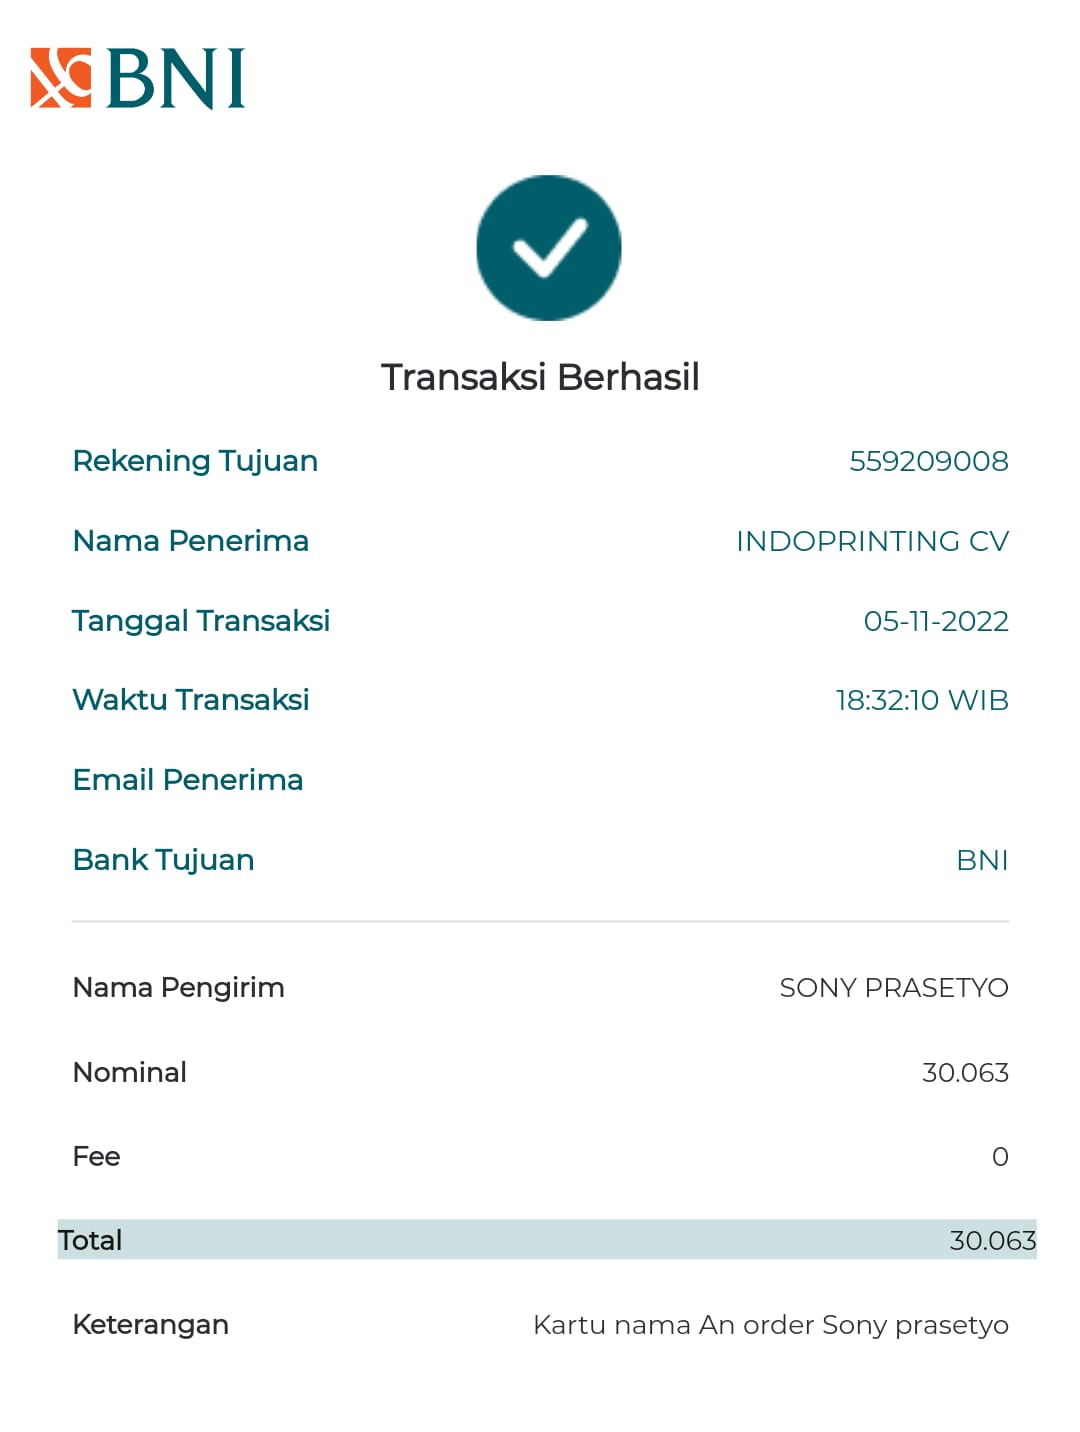 BNI
Transaksi Berhasil
Rekening Tujuan 559209008
Nama Penerima INDOPRINTING CV
Tanggal Transaksi 05-11-2022
Waktu Transaksi 18:32:10 WIB
Email Penerima
Bank Tujuan BNI
Nama Pengirim SONY PRASETYO
Nominal 30.063
Fee 0
Total 30.063
Keterangan Kartu nama An order Sony prasetyo